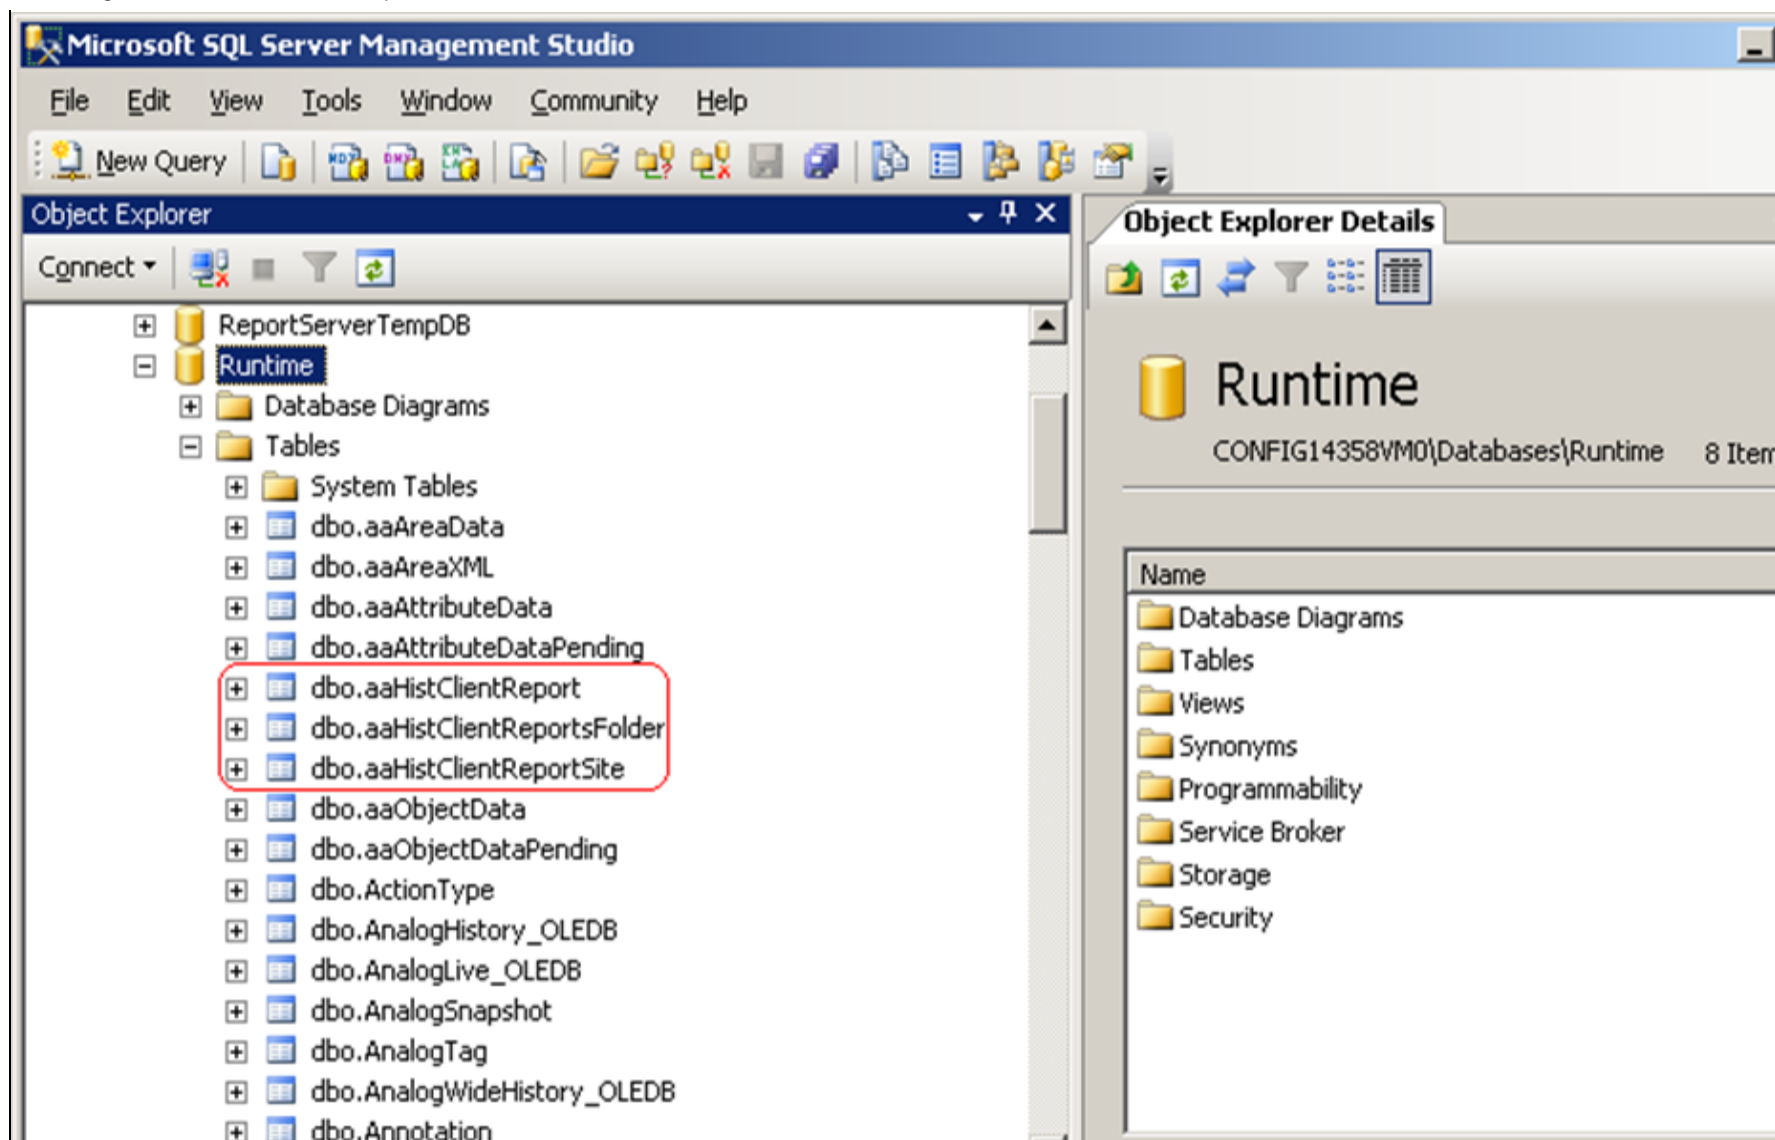 Microsoft SQL Server Management Studio
File Edit View Tools Window Community Help
New Query
Object Explorer
Connect
ReportServerTempDB
Runtime
Database Diagrams
Tables
System Tables
dbo.aaAreaData
dbo.aaAreaXML
dbo.aaAttributeData
dbo.aaAttributeDataPending
dbo.aaHistClientReport
dbo.aaHistClientReportsFolder
dbo.aaHistClientReportSite
dbo.aaObjectData
dbo.aaObjectDataPending
dbo.ActionType
dbo.AnalogHistory_OLEDB
dbo.AnalogLive_OLEDB
dbo.AnalogSnapshot
dbo.AnalogTag
dbo.AnalogWideHistory_OLEDB
dbo.Annotation
Object Explorer Details
Runtime
CONFIG14358VM0\Databases\Runtime 8 Item
Name
Database Diagrams
Tables
Views
Synonyms
Programmability
Service Broker
Storage
Security